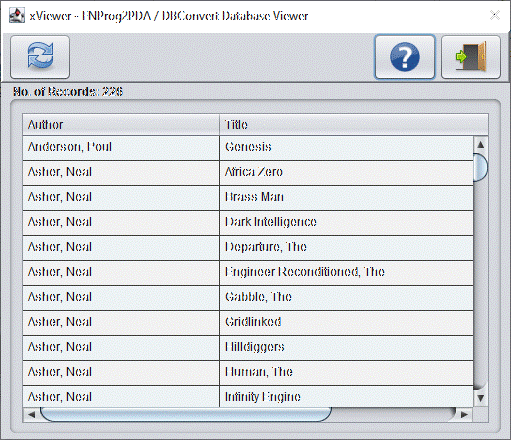 xViewer - FNProg2PDA / DBConvert Database Viewer
No. of Records: 226
Author Title
Anderson, Poul Genesis
Asher, Neal Africa Zero
Asher, Neal Brass Man
Asher, Neal Dark Intelligence
Asher, Neal Departure, The
Asher, Neal Engineer Reconditioned, The
Asher, Neal Gabble, The
Asher, Neal Gridlinked
Asher, Neal Hilldiggers
Asher, Neal Human, The
Asher, Neal Infinity Engine